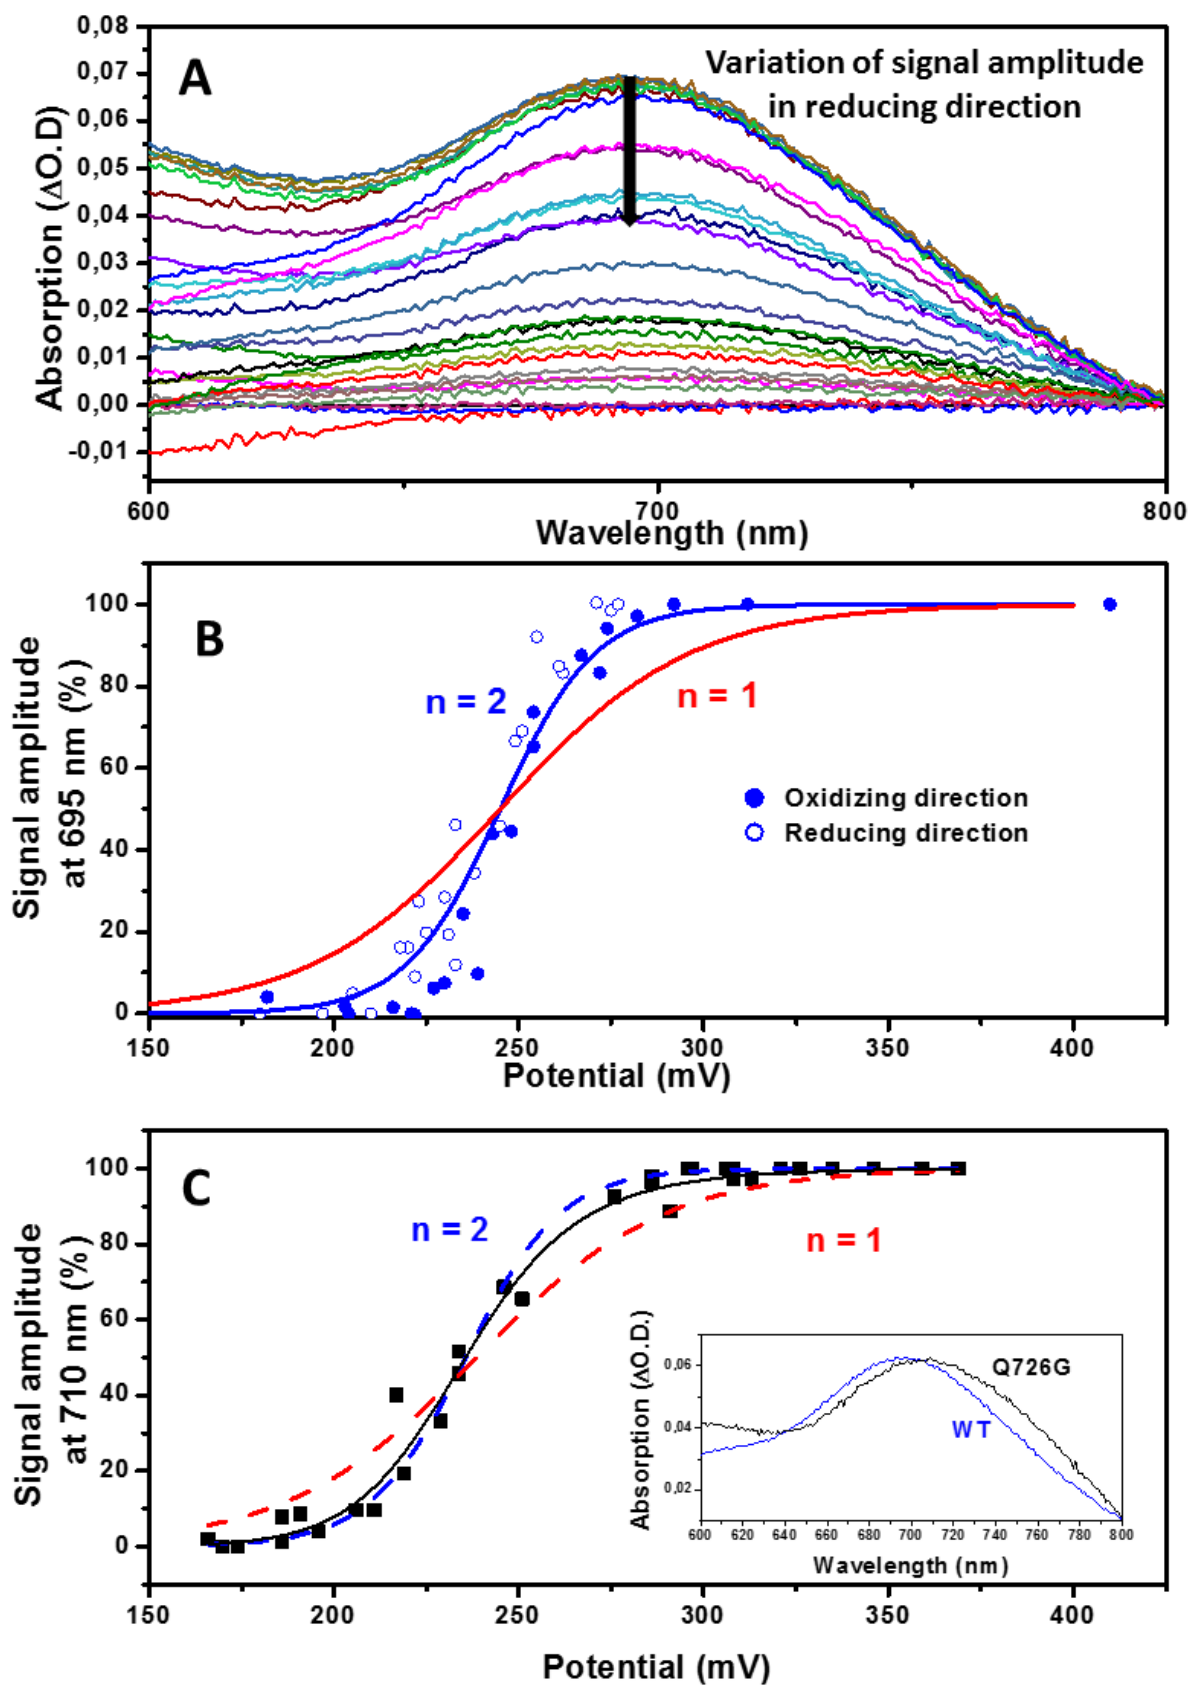 A
Variation of signal amplitude
in reducing direction
Absorption (ΔO.D)
0,08
0,07
0,06
0,05
0,04
0,03
0,02
0,01
0,00
-0,01
600 700 800
Wavelength (nm)
B
n = 2
n = 1
Oxidizing direction
Reducing direction
Signal amplitude
at 695 nm (%)
100
80
60
40
20
0
150 200 250 300 350 400
Potential (mV)
C
n = 2
n = 1
Signal amplitude
at 710 nm (%)
100
80
60
40
20
0
Absorption (ΔO.D.)
0,06
0,04
0,02
Q726G
WT
600 620 640 660 680 700 720 740 760 780 800
Wavelength (nm)
150 200 250 300 350 400
Potential (mV)